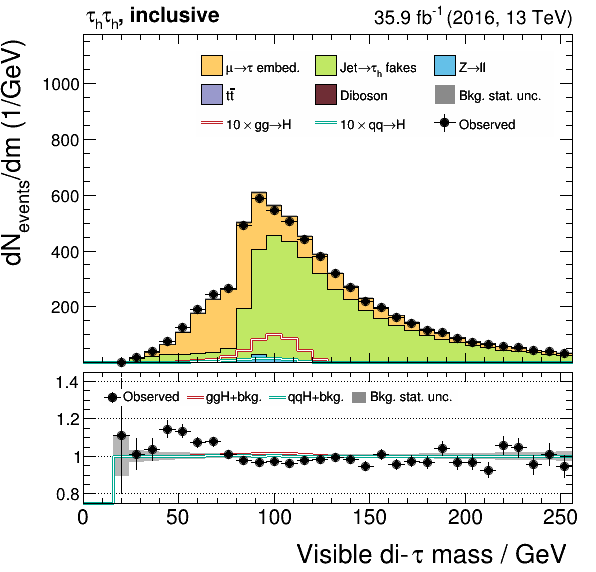 τhτh, inclusive 35.9 fb-1 (2016, 13 TeV)
dNevents/dm (1/GeV)
1000
800
600
400
200
μ→τ embed. Jet→τh fakes Z→ll
tt̄ Diboson Bkg. stat. unc.
10 × gg→H 10 × qq→H Observed
1.4
1.2
1
0.8
Observed ggH+bkg. qqH+bkg. Bkg. stat. unc.
0 50 100 150 200 250
Visible di-τ mass / GeV